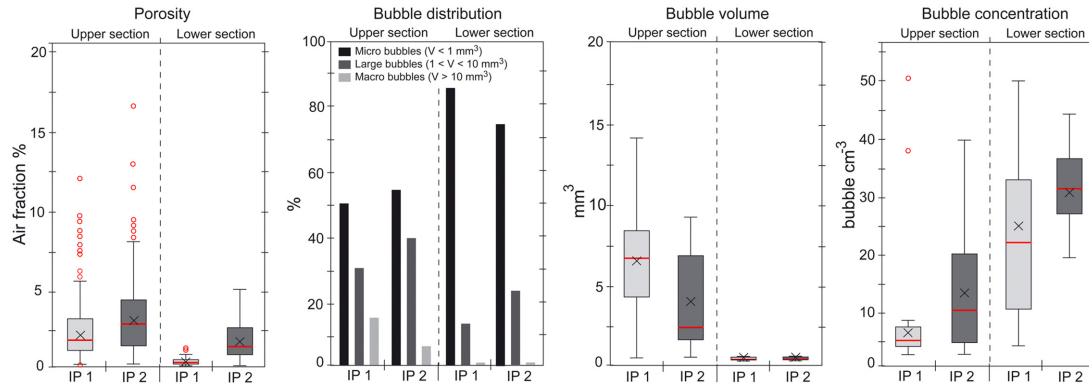 Porosity
Upper section
Lower section
Air fraction %
20
15
10
5
0
IP 1
IP 2
IP 1
IP 2
Bubble distribution
Upper section
Lower section
Micro bubbles (V < 1 mm³)
Large bubbles (1 < V < 10 mm³)
Macro bubbles (V > 10 mm³)
%
100
80
60
40
20
0
IP 1
IP 2
IP 1
IP 2
Bubble volume
Upper section
Lower section
mm³
20
15
10
5
0
IP 1
IP 2
IP 1
IP 2
Bubble concentration
Upper section
Lower section
bubble cm-³
50
40
30
20
10
0
IP 1
IP 2
IP 1
IP 2